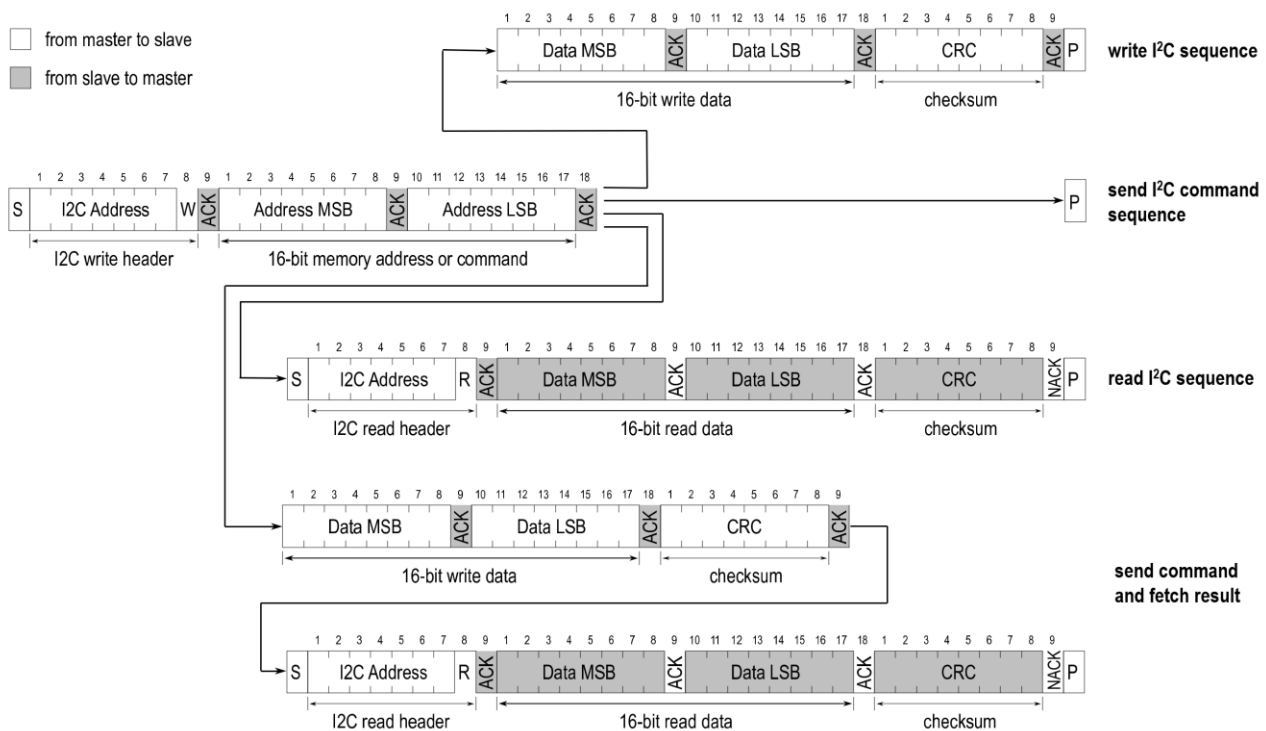 from master to slave
from slave to master
1 2 3 4 5 6 7 8 9 10 11 12 13 14 15 16 17 18 1 2 3 4 5 6 7 8 9
Data MSB ACK Data LSB ACK CRC ACK P
16-bit write data checksum
write I²C sequence
1 2 3 4 5 6 7 8 9 1 2 3 4 5 6 7 8 9 10 11 12 13 14 15 16 17 18
S I2C Address W ACK Address MSB ACK Address LSB ACK
I2C write header 16-bit memory address or command
P
send I²C command
sequence
1 2 3 4 5 6 7 8 9 1 2 3 4 5 6 7 8 9 10 11 12 13 14 15 16 17 18 1 2 3 4 5 6 7 8 9
S I2C Address R ACK Data MSB ACK Data LSB ACK CRC NACK P
I2C read header 16-bit read data checksum
read I²C sequence
1 2 3 4 5 6 7 8 9 10 11 12 13 14 15 16 17 18 1 2 3 4 5 6 7 8 9
Data MSB ACK Data LSB ACK CRC ACK
16-bit write data checksum
send command
and fetch result
1 2 3 4 5 6 7 8 9 1 2 3 4 5 6 7 8 9 10 11 12 13 14 15 16 17 18 1 2 3 4 5 6 7 8 9
S I2C Address R ACK Data MSB ACK Data LSB ACK CRC NACK P
I2C read header 16-bit read data checksum